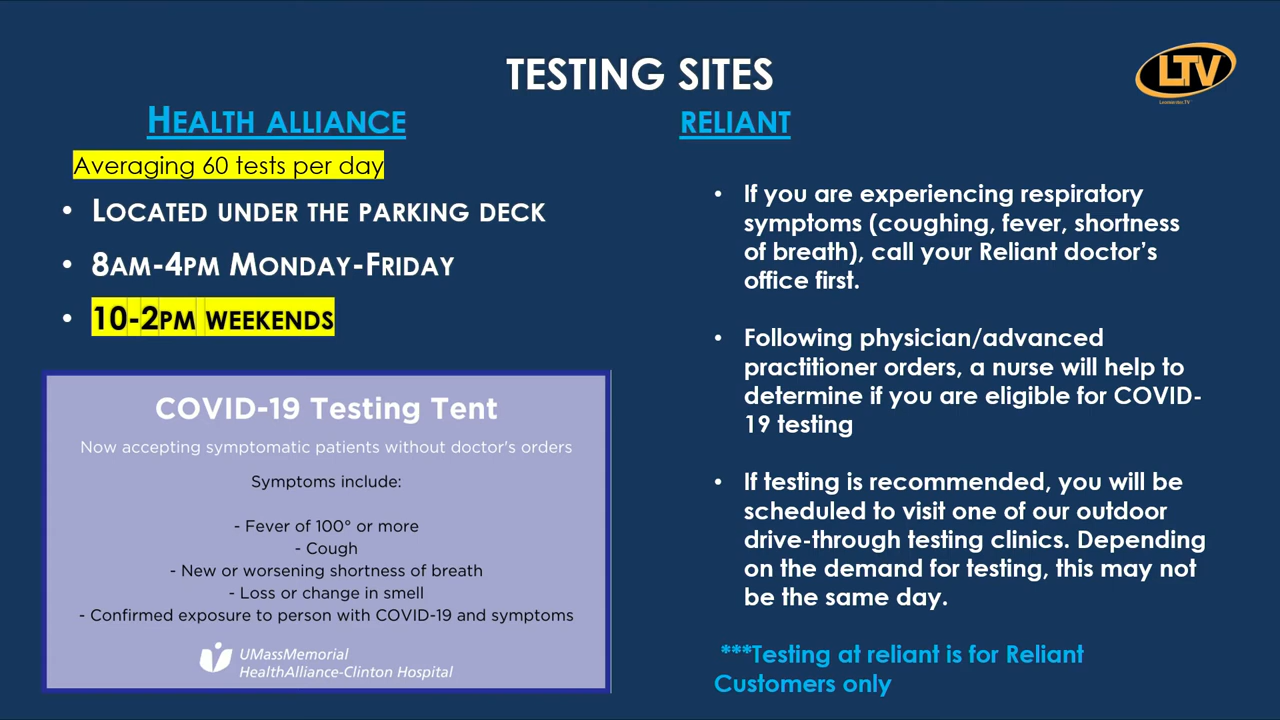 TESTING SITES
LTV
Leominster.TV
HEALTH ALLIANCE
Averaging 60 tests per day
• LOCATED UNDER THE PARKING DECK
• 8AM-4PM MONDAY-FRIDAY
• 10-2PM WEEKENDS
COVID-19 Testing Tent
Now accepting symptomatic patients without doctor's orders
Symptoms include:
- Fever of 100° or more
- Cough
- New or worsening shortness of breath
- Loss or change in smell
- Confirmed exposure to person with COVID-19 and symptoms
UMassMemorial
HealthAlliance-Clinton Hospital
RELIANT
• If you are experiencing respiratory
symptoms (coughing, fever, shortness
of breath), call your Reliant doctor's
office first.
• Following physician/advanced
practitioner orders, a nurse will help to
determine if you are eligible for COVID-
19 testing
• If testing is recommended, you will be
scheduled to visit one of our outdoor
drive-through testing clinics. Depending
on the demand for testing, this may not
be the same day.
***Testing at reliant is for Reliant
Customers only